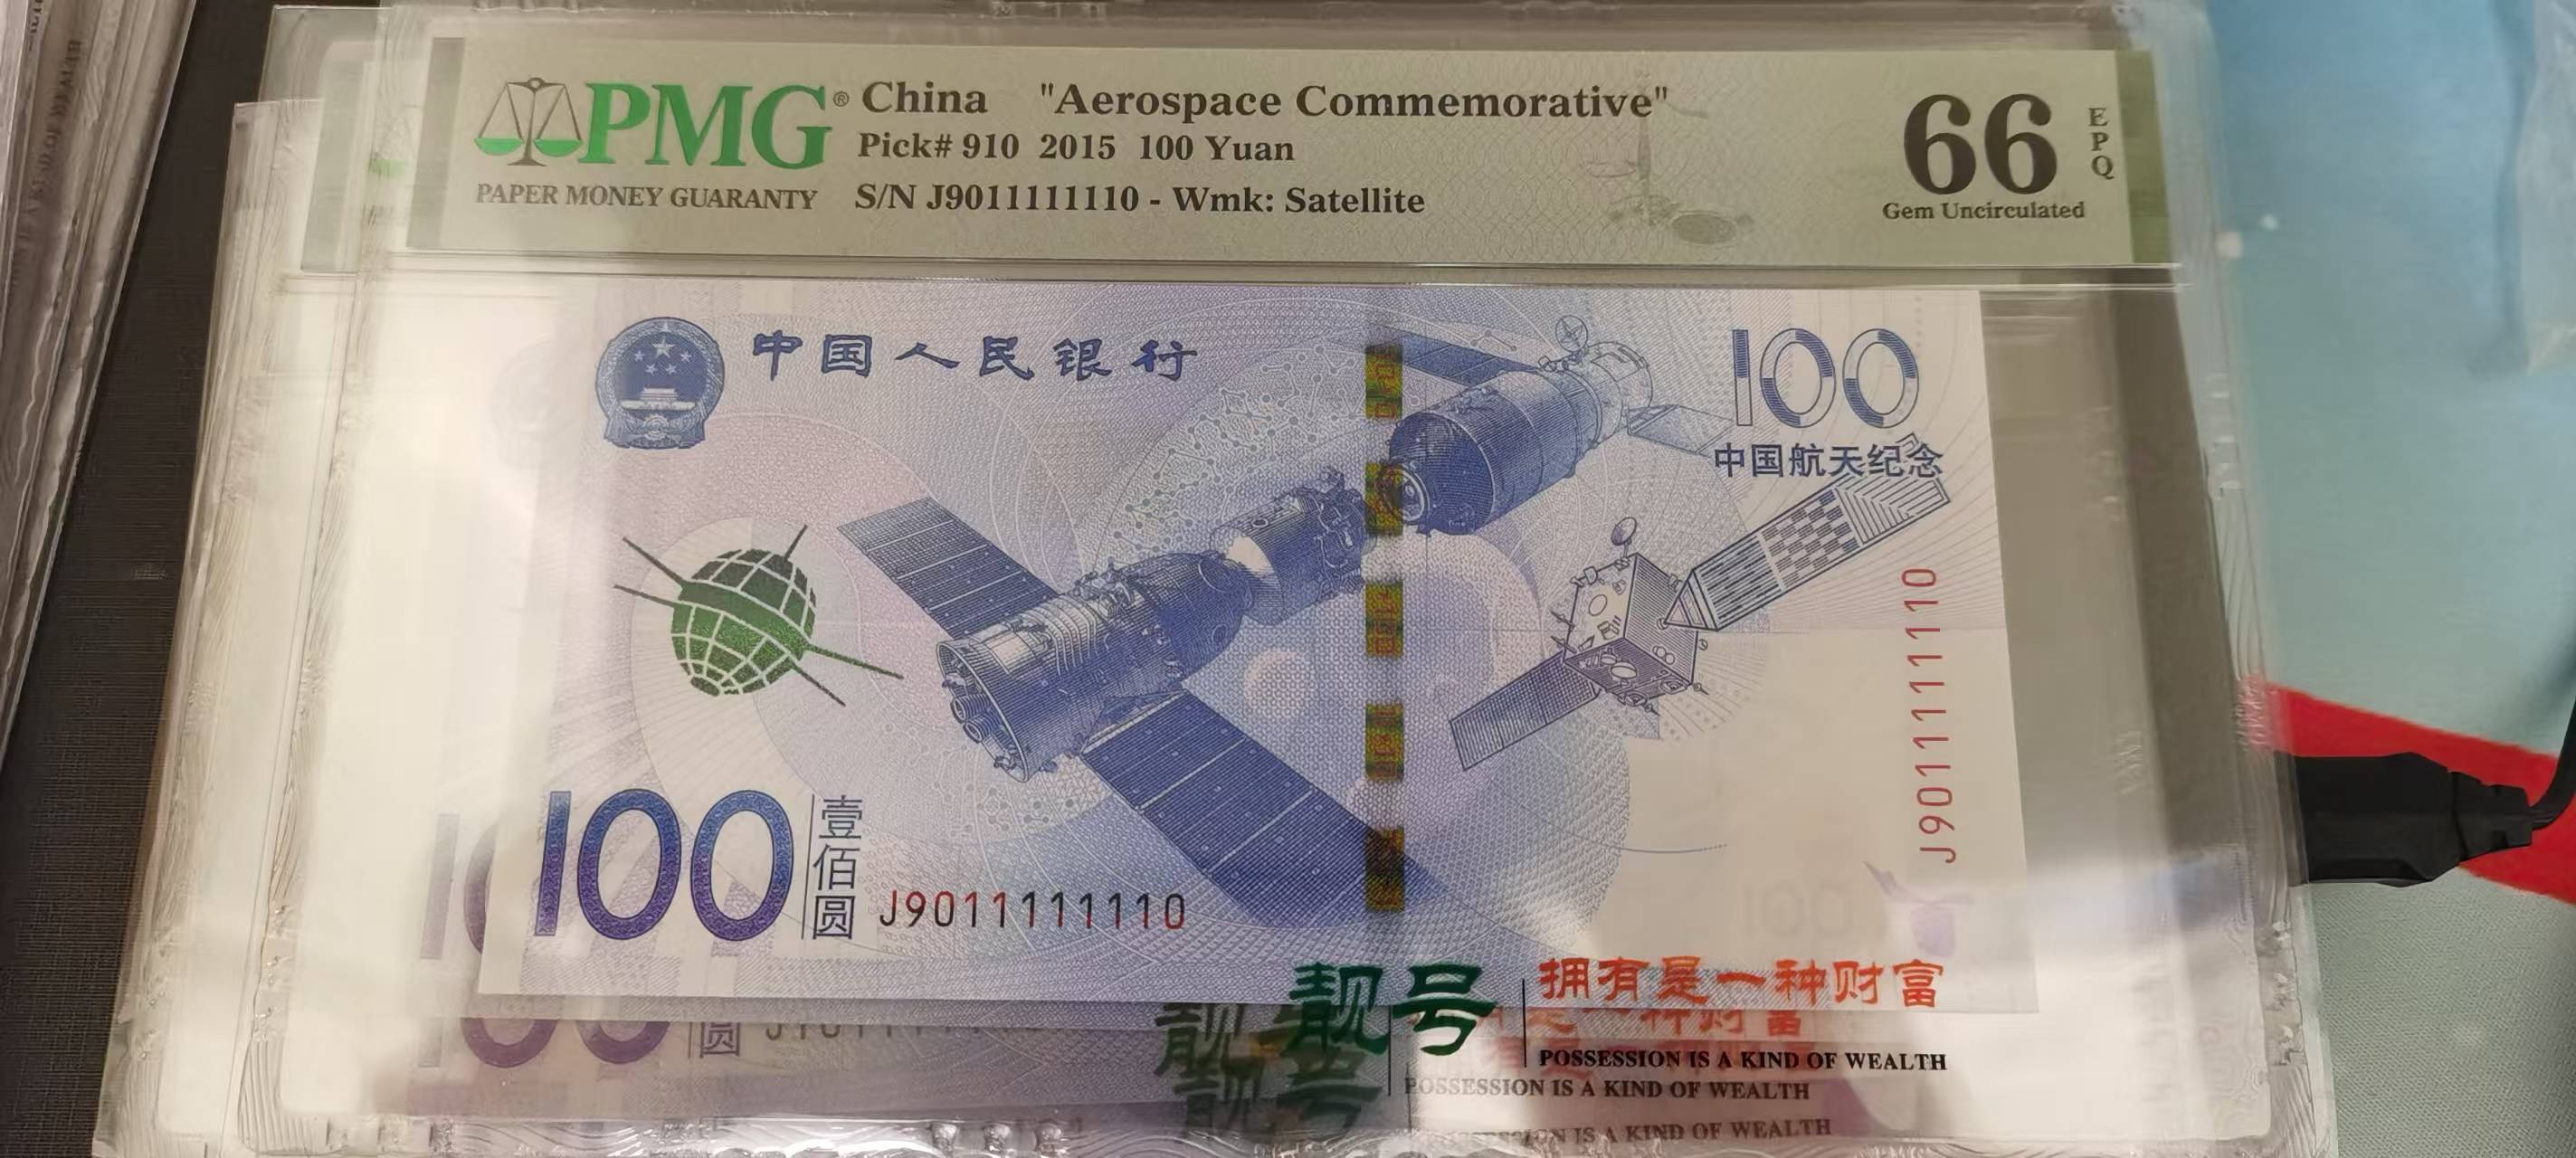 PMG® China "Aerospace Commemorative"
Pick# 910 2015 100 Yuan
PAPER MONEY GUARANTY S/N J9011111110 - Wmk: Satellite
66 EPQ
Gem Uncirculated
中国人民银行
100
中国航天纪念
J9011111110
100 壹佰圆 J9011111110
靓号 拥有是一种财富
POSSESSION IS A KIND OF WEALTH
圆
靓号
POSSESSION IS A KIND OF WEALTH
IS A KIND OF WEALTH